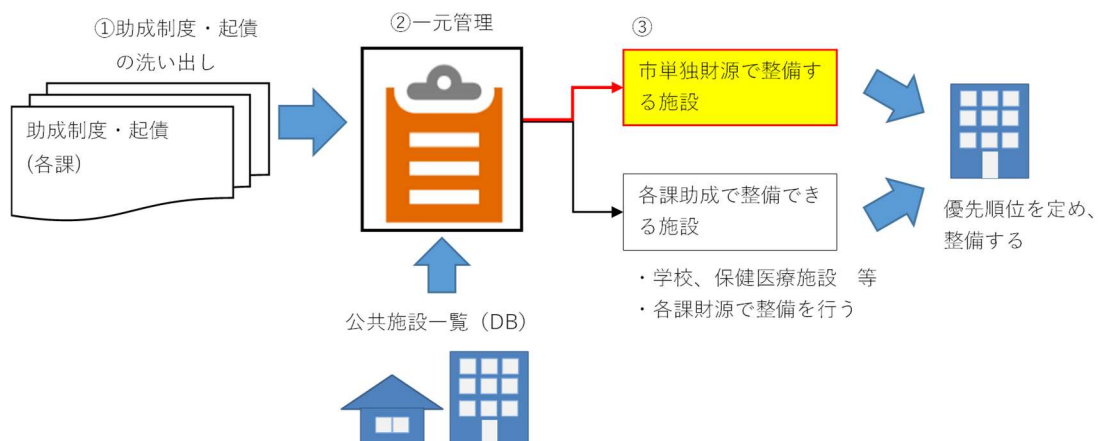 ①助成制度・起債
の洗い出し
助成制度・起債
(各課)
②一元管理
公共施設一覧（DB）
③
市単独財源で整備す
る施設
各課助成で整備でき
る施設
・学校、保健医療施設　等
・各課財源で整備を行う
優先順位を定め、
整備する